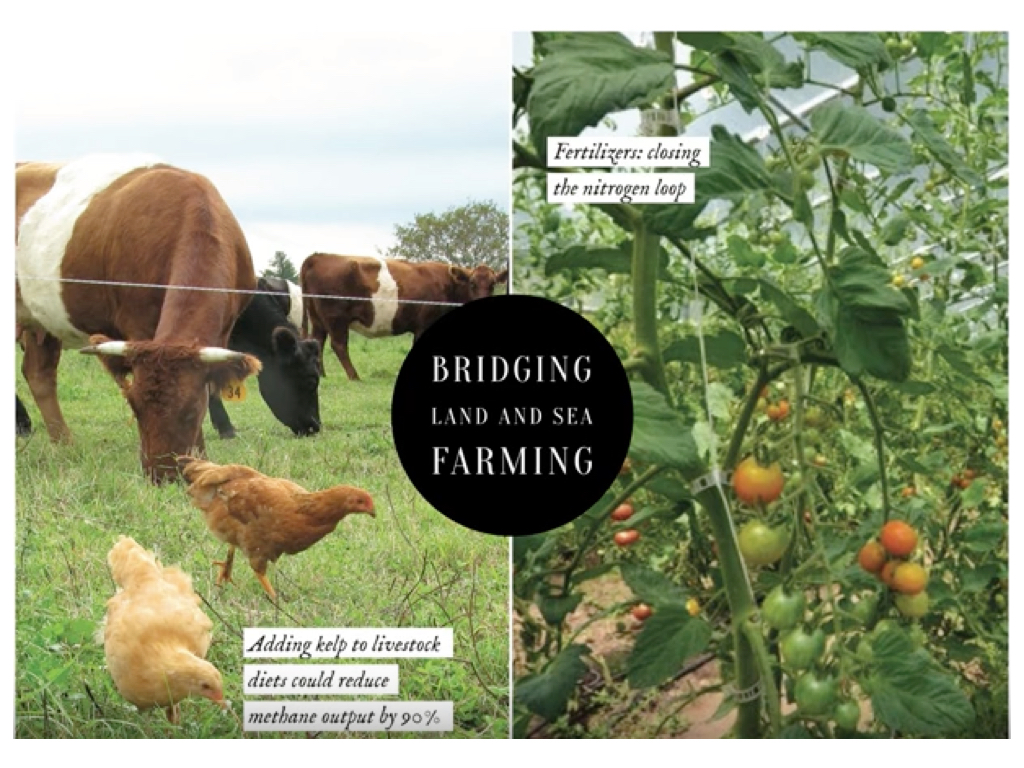 Fertilizers: closing
the nitrogen loop
BRIDGING
LAND AND SEA
FARMING
34
Adding kelp to livestock
diets could reduce
methane output by 90%